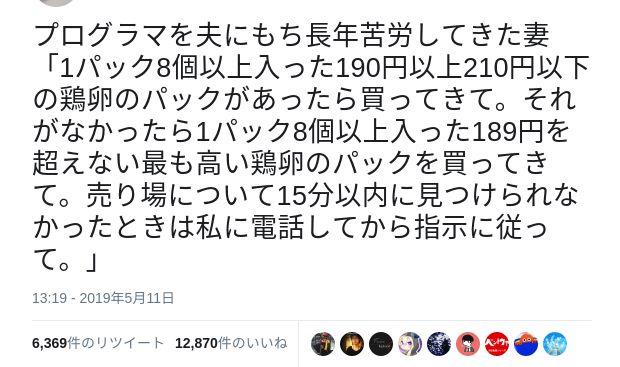 プログラマを夫にもち長年苦労してきた妻
「1パック8個以上入った190円以上210円以下
の鶏卵のパックがあったら買ってきて。それ
がなかったら1パック8個以上入った189円を
超えない最も高い鶏卵のパックを買ってき
て。売り場について15分以内に見つけられな
かったときは私に電話してから指示に従っ
て。」
13:19 - 2019年5月11日
6,369件のリツイート 12,870件のいいね